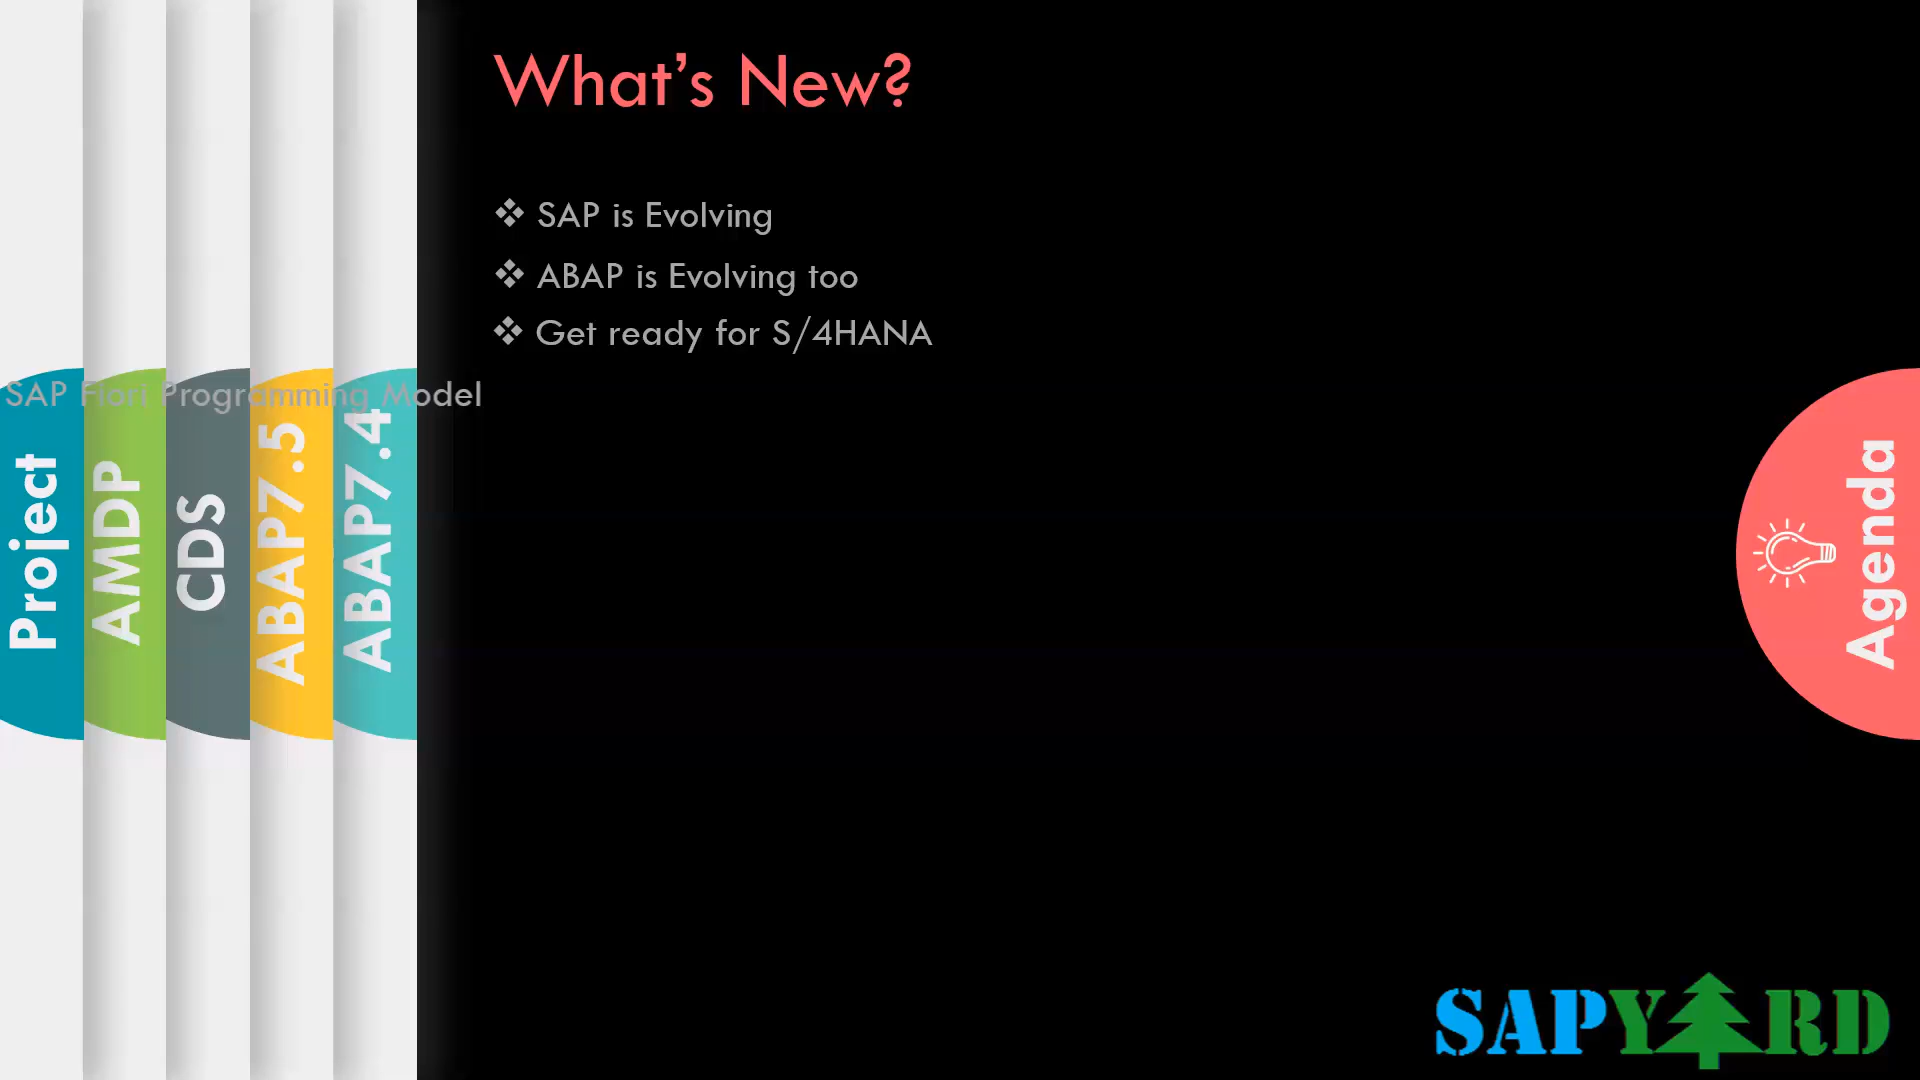 What's New?
❖ SAP is Evolving
❖ ABAP is Evolving too
❖ Get ready for S/4HANA
SAP Fiori Programming Model
Project
AMDP
CDS
ABAP7.5
ABAP7.4
Agenda
SAPYARD